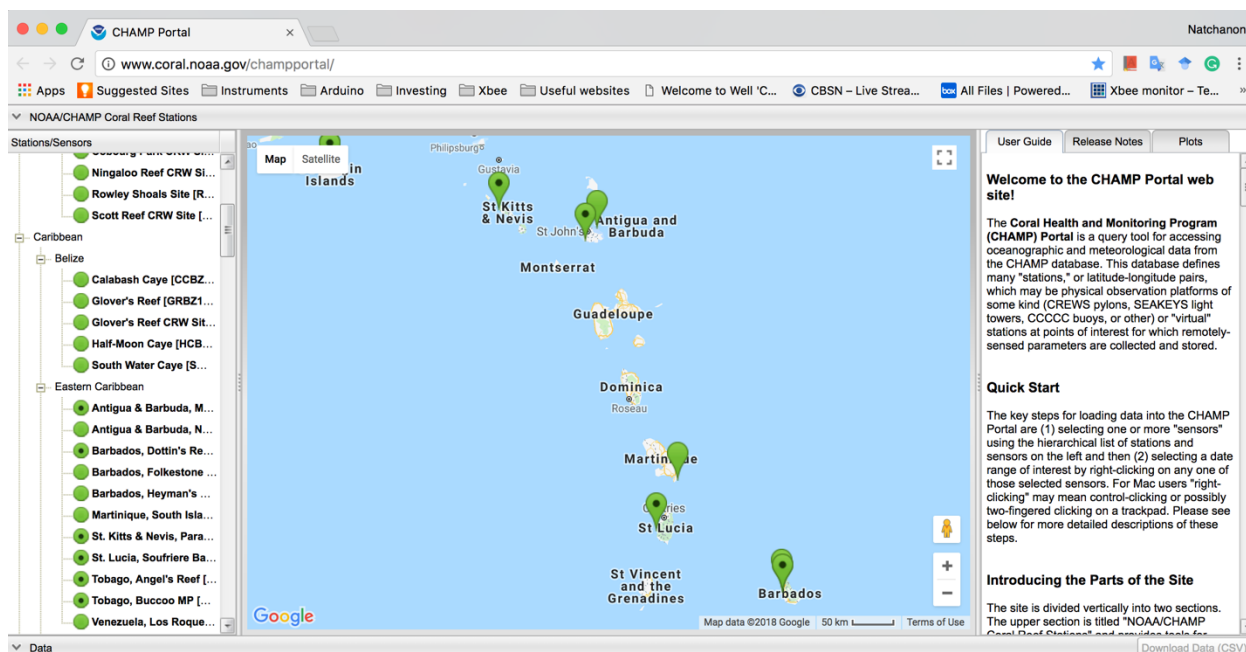 CHAMP Portal
Natchanon
www.coral.noaa.gov/champportal/
Apps Suggested Sites Instruments Arduino Investing Xbee Useful websites Welcome to Well 'C... CBSN – Live Strea... box All Files | Powered... Xbee monitor – Te... »
NOAA/CHAMP Coral Reef Stations
Stations/Sensors
Ningaloo Reef CRW Si...
Rowley Shoals Site [R...
Scott Reef CRW Site [...
Caribbean
Belize
Calabash Caye [CCBZ...
Glover's Reef [GRBZ1...
Glover's Reef CRW Sit...
Half-Moon Caye [HCB...
South Water Caye [S...
Eastern Caribbean
Antigua & Barbuda, M...
Antigua & Barbuda, N...
Barbados, Dottin's Re...
Barbados, Folkestone ...
Barbados, Heyman's ...
Martinique, South Isla...
St. Kitts & Nevis, Para...
St. Lucia, Soufriere Ba...
Tobago, Angel's Reef [...
Tobago, Buccoo MP [...
Venezuela, Los Roque...
Map Satellite
Islands
Philipsburg
Gustavia
St Kitts
& Nevis
St John's
Antigua and
Barbuda
Montserrat
Guadeloupe
Dominica
Roseau
St Lucia
St Vincent
and the
Grenadines
Barbados
Google
Map data ©2018 Google 50 km Terms of Use
User Guide Release Notes Plots
Welcome to the CHAMP Portal web
site!
The Coral Health and Monitoring Program
(CHAMP) Portal is a query tool for accessing
oceanographic and meteorological data from
the CHAMP database. This database defines
many "stations," or latitude-longitude pairs,
which may be physical observation platforms of
some kind (CREWS pylons, SEAKEYS light
towers, CCCCC buoys, or other) or "virtual"
stations at points of interest for which remotely-
sensed parameters are collected and stored.
Quick Start
The key steps for loading data into the CHAMP
Portal are (1) selecting one or more "sensors"
using the hierarchical list of stations and
sensors on the left and then (2) selecting a date
range of interest by right-clicking on any one of
those selected sensors. For Mac users "right-
clicking" may mean control-clicking or possibly
two-fingered clicking on a trackpad. Please see
below for more detailed descriptions of these
steps.
Introducing the Parts of the Site
The site is divided vertically into two sections.
The upper section is titled "NOAA/CHAMP
Coral Reef Stations" and provides tools for
Data
Download Data (CSV)